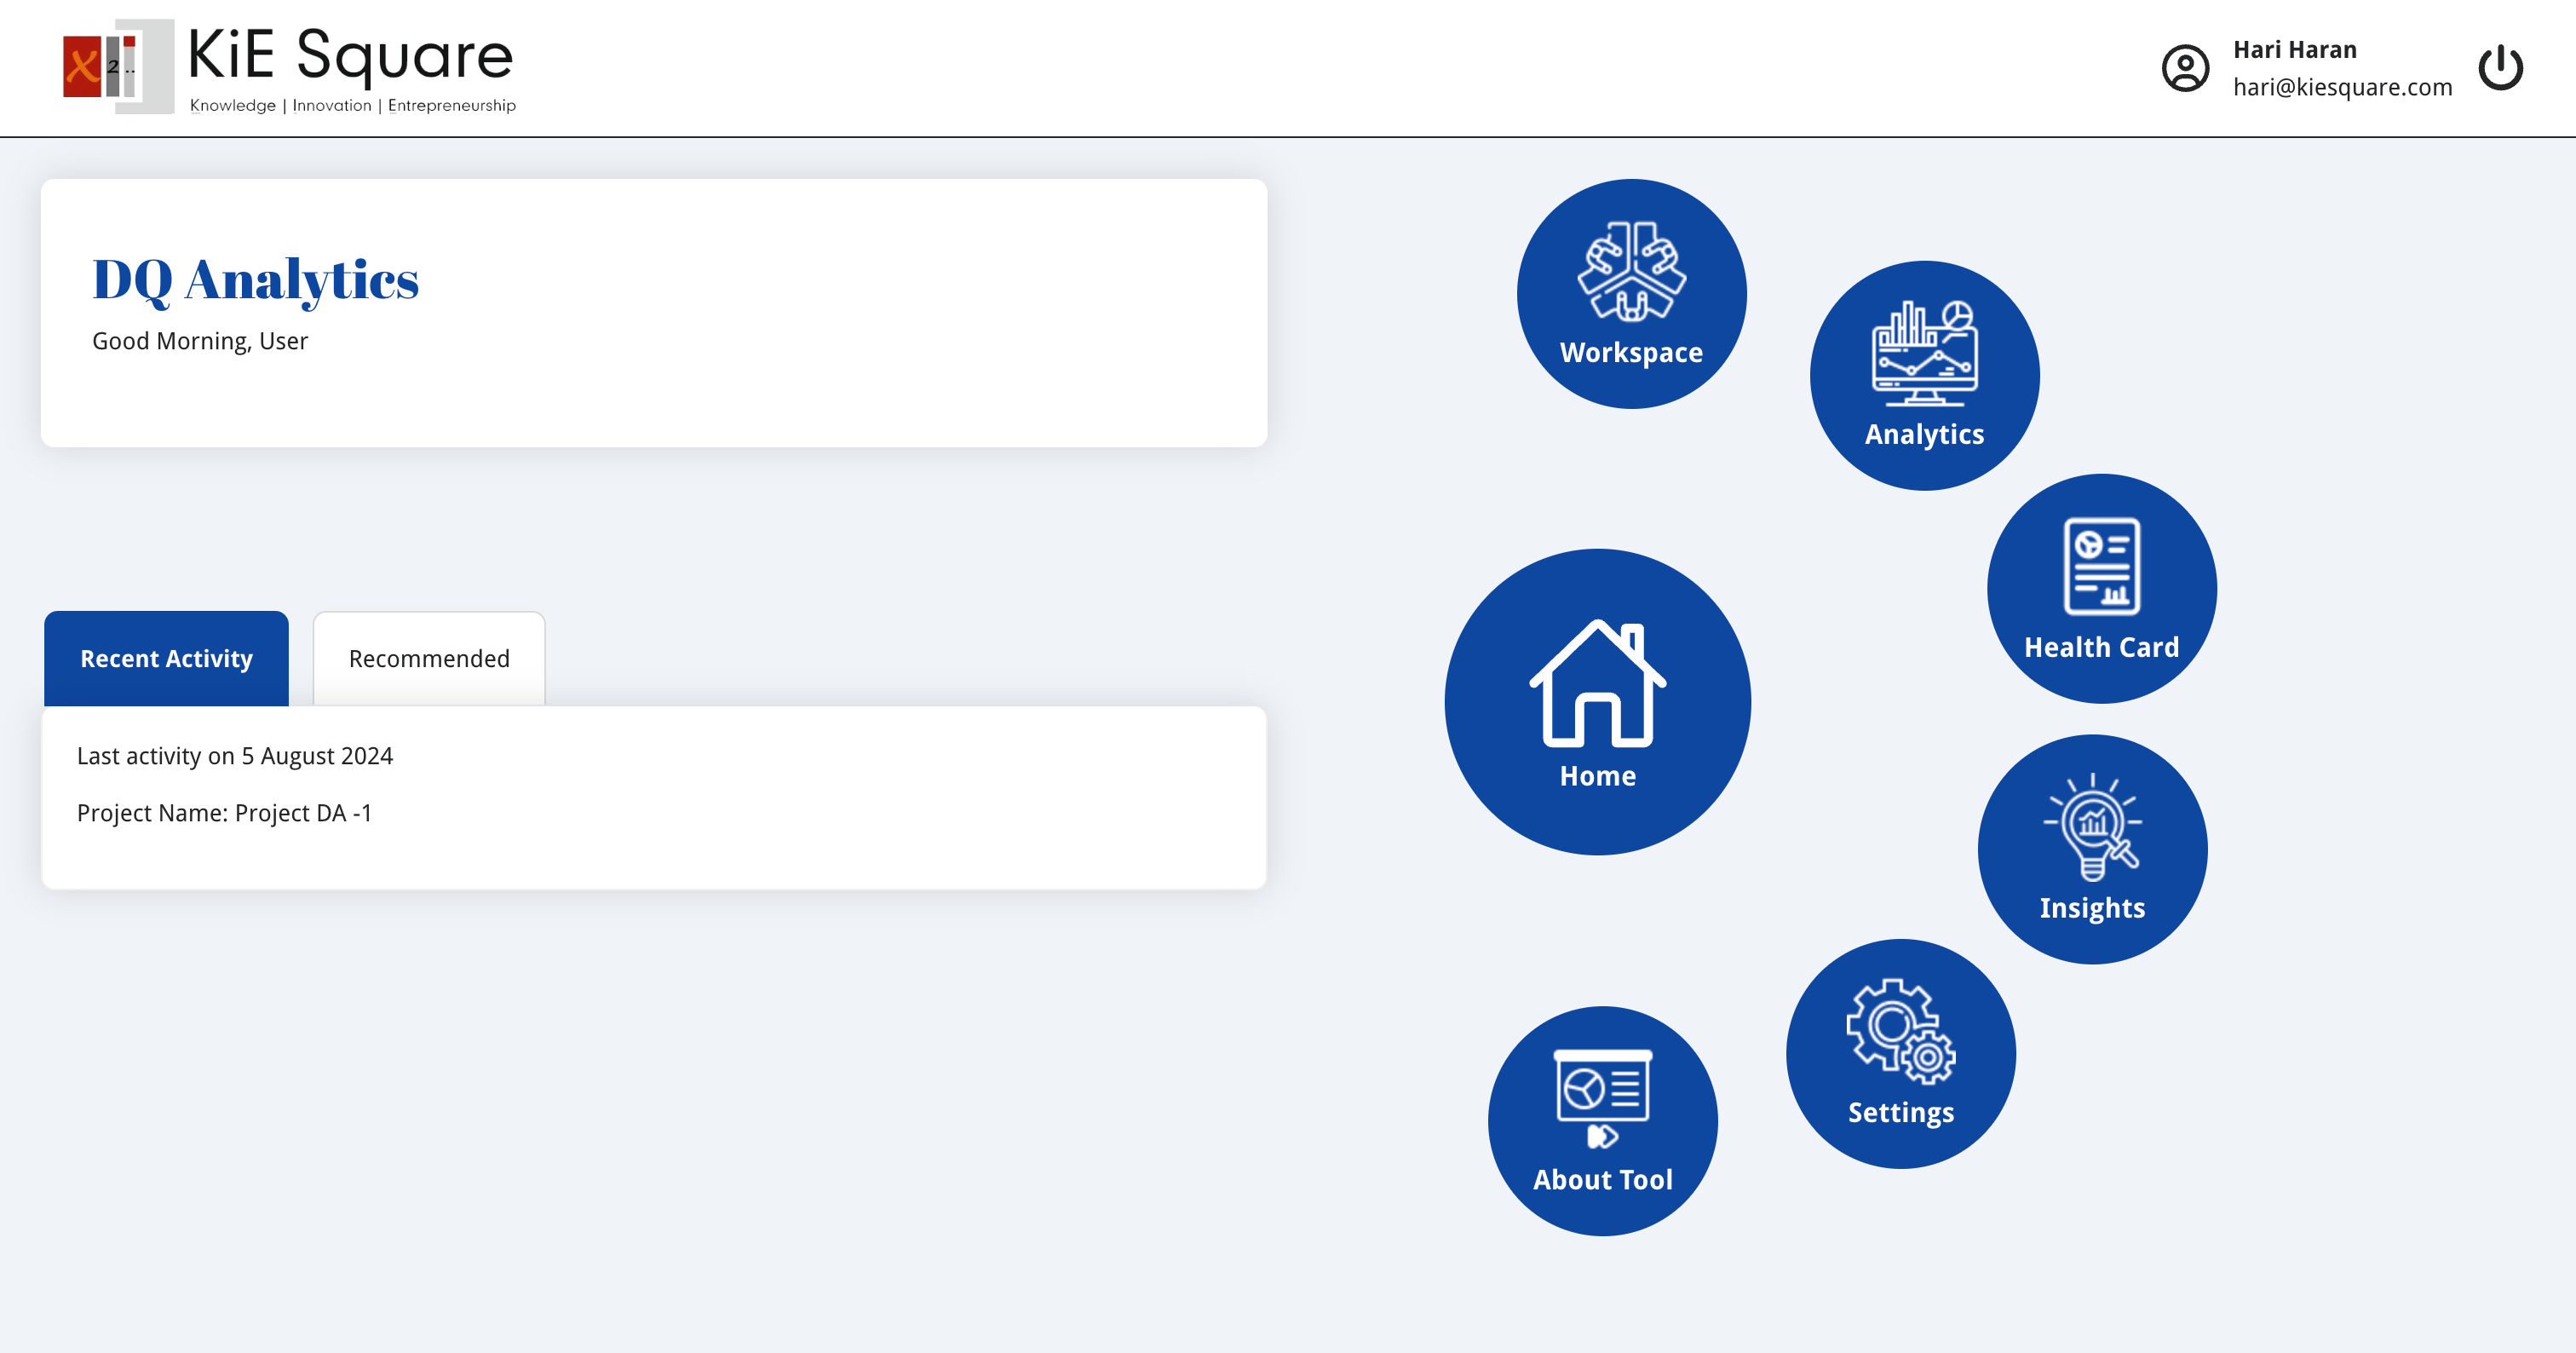 x 2 i..
KiE Square
Knowledge | Innovation | Entrepreneurship
Hari Haran
hari@kiesquare.com
DQ Analytics
Good Morning, User
Recent Activity
Recommended
Last activity on 5 August 2024
Project Name: Project DA -1
Workspace
Analytics
Health Card
Home
Insights
Settings
About Tool